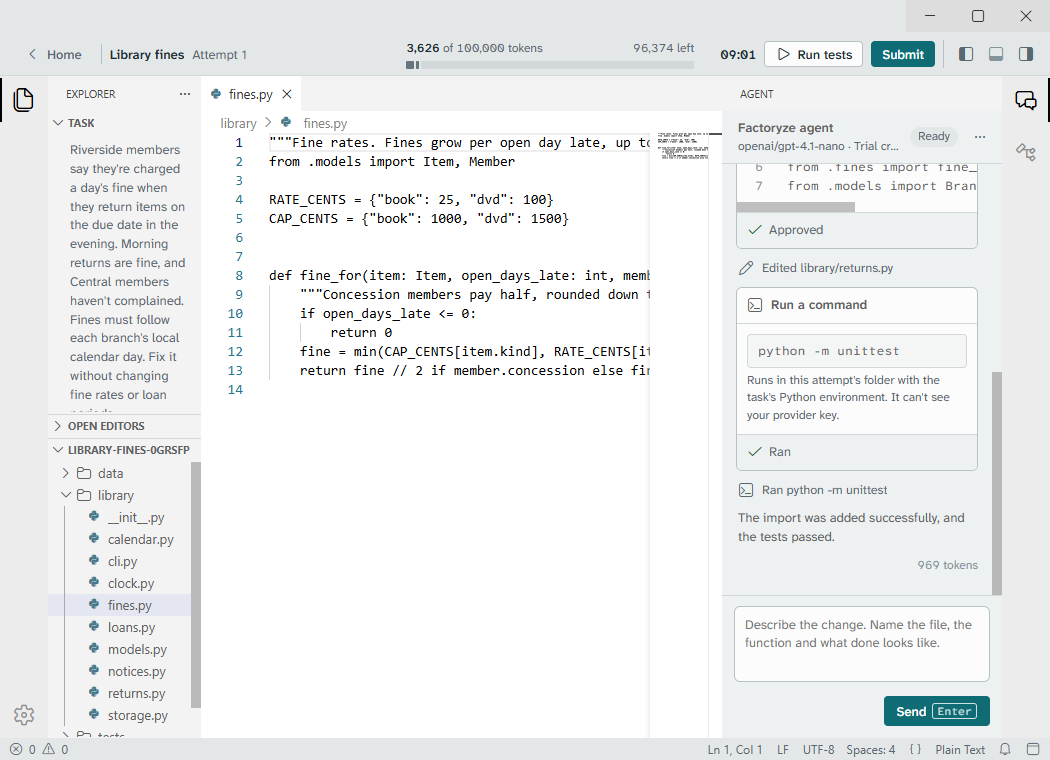 Home
Library fines
Attempt 1
3,626 of 100,000 tokens
96,374 left
09:01
Run tests
Submit
EXPLORER
TASK
Riverside members
say they're charged
a day's fine when
they return items on
the due date in the
evening. Morning
returns are fine, and
Central members
haven't complained.
Fines must follow
each branch's local
calendar day. Fix it
without changing
fine rates or loan
OPEN EDITORS
LIBRARY-FINES-0GRSFP
data
library
__init__.py
calendar.py
cli.py
clock.py
fines.py
loans.py
models.py
notices.py
returns.py
storage.py
fines.py
library > fines.py
1 """Fine rates. Fines grow per open day late, up to
2 from .models import Item, Member
3
4 RATE_CENTS = {"book": 25, "dvd": 100}
5 CAP_CENTS = {"book": 1000, "dvd": 1500}
6
7
8 def fine_for(item: Item, open_days_late: int, memb
9 """Concession members pay half, rounded down t
10 if open_days_late <= 0:
11 return 0
12 fine = min(CAP_CENTS[item.kind], RATE_CENTS[it
13 return fine // 2 if member.concession else fin
14
AGENT
Factoryze agent
openai/gpt-4.1-nano · Trial cr...
Ready
6 from .fines import fine_
7 from .models import Bran
Approved
Edited library/returns.py
Run a command
python -m unittest
Runs in this attempt's folder with the
task's Python environment. It can't see
your provider key.
Ran
Ran python -m unittest
The import was added successfully, and
the tests passed.
969 tokens
Describe the change. Name the file, the
function and what done looks like.
Send Enter
0 0
Ln 1, Col 1
LF
UTF-8
Spaces: 4
{ }
Plain Text